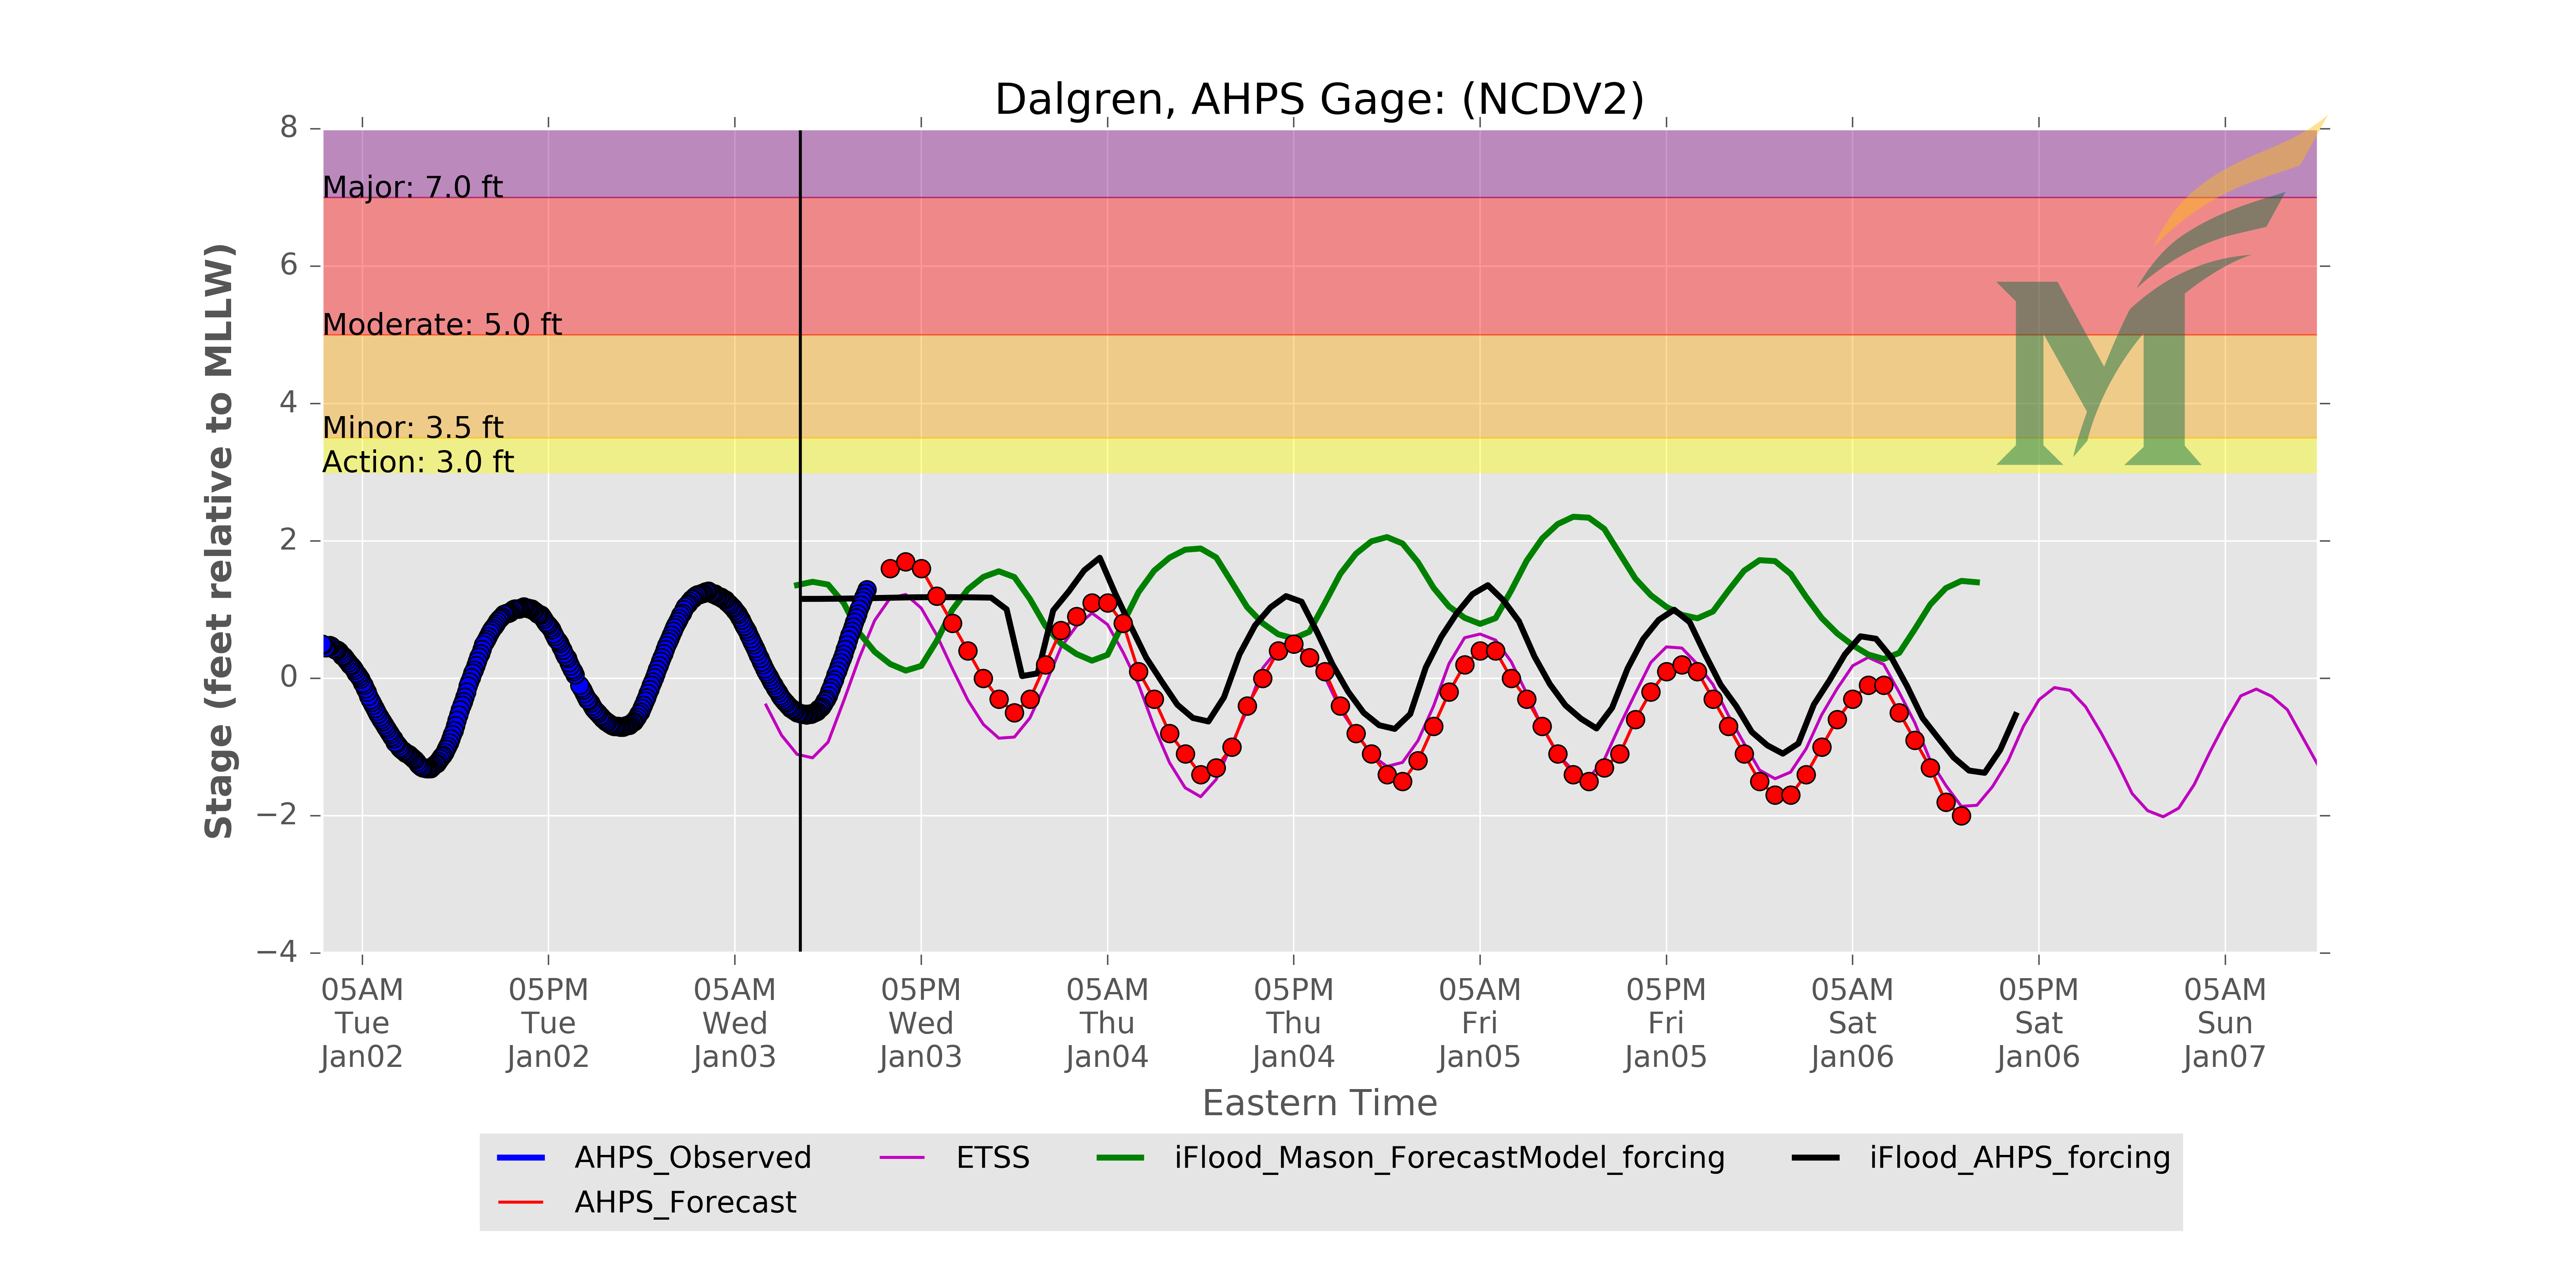 Dalgren, AHPS Gage: (NCDV2)
8
6
4
2
0
−2
−4
Stage (feet relative to MLLW)
Major: 7.0 ft
Moderate: 5.0 ft
Minor: 3.5 ft
Action: 3.0 ft
M
05AM 05PM 05AM 05PM 05AM 05PM 05AM 05PM 05AM 05PM 05AM
Tue Tue Wed Wed Thu Thu Fri Fri Sat Sat Sun
Jan02 Jan02 Jan03 Jan03 Jan04 Jan04 Jan05 Jan05 Jan06 Jan06 Jan07
Eastern Time
AHPS_Observed ETSS iFlood_Mason_ForecastModel_forcing iFlood_AHPS_forcing
AHPS_Forecast